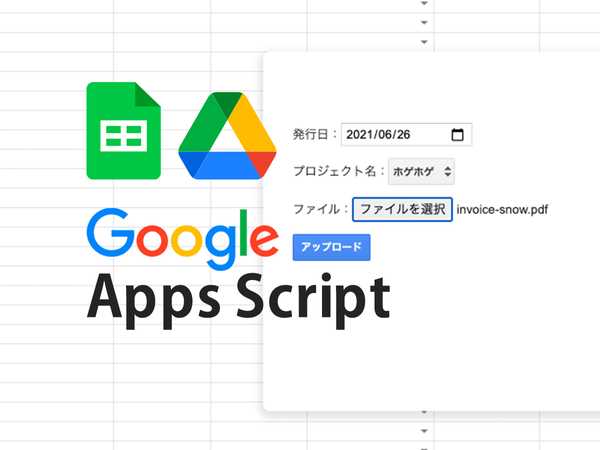 発行日：2021/06/26
プロジェクト名：ホゲホゲ
ファイル：ファイルを選択 invoice-snow.pdf
アップロード
Google
Apps Script